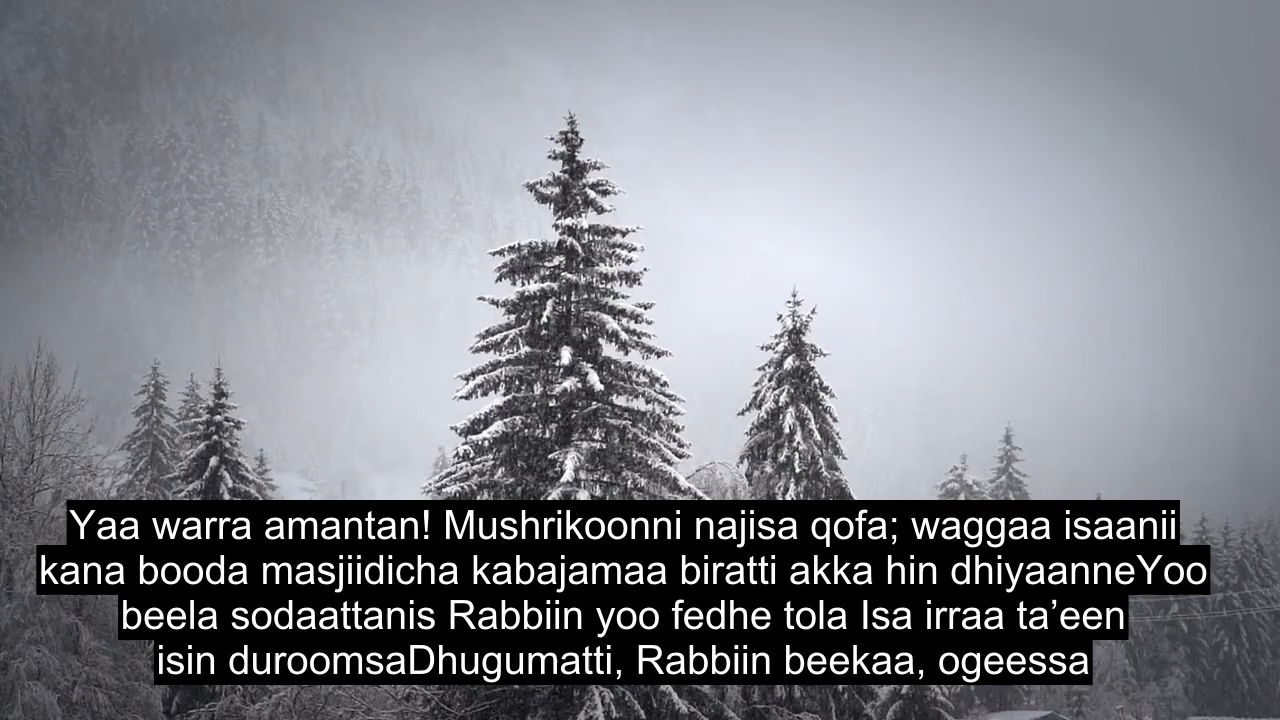 Yaa warra amantan! Mushrikoonni najisa qofa; waggaa isaanii
kana booda masjiidicha kabajamaa biratti akka hin dhiyaanneYoo
beela sodaattanis Rabbiin yoo fedhe tola Isa irraa ta’een
isin duroomsaDhugumatti, Rabbiin beekaa, ogeessa